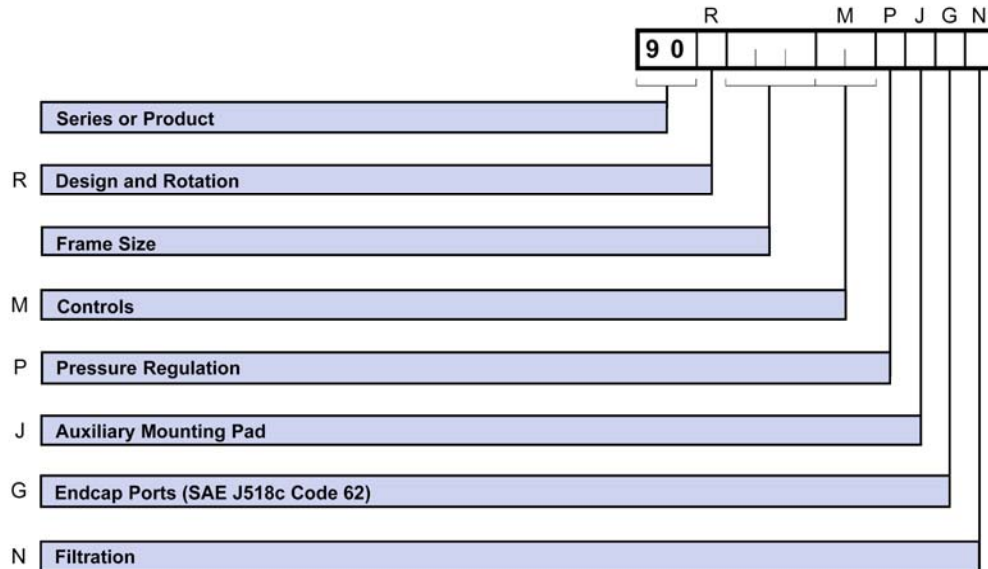 R M P J G N
9 0
Series or Product
R Design and Rotation
Frame Size
M Controls
P Pressure Regulation
J Auxiliary Mounting Pad
G Endcap Ports (SAE J518c Code 62)
N Filtration